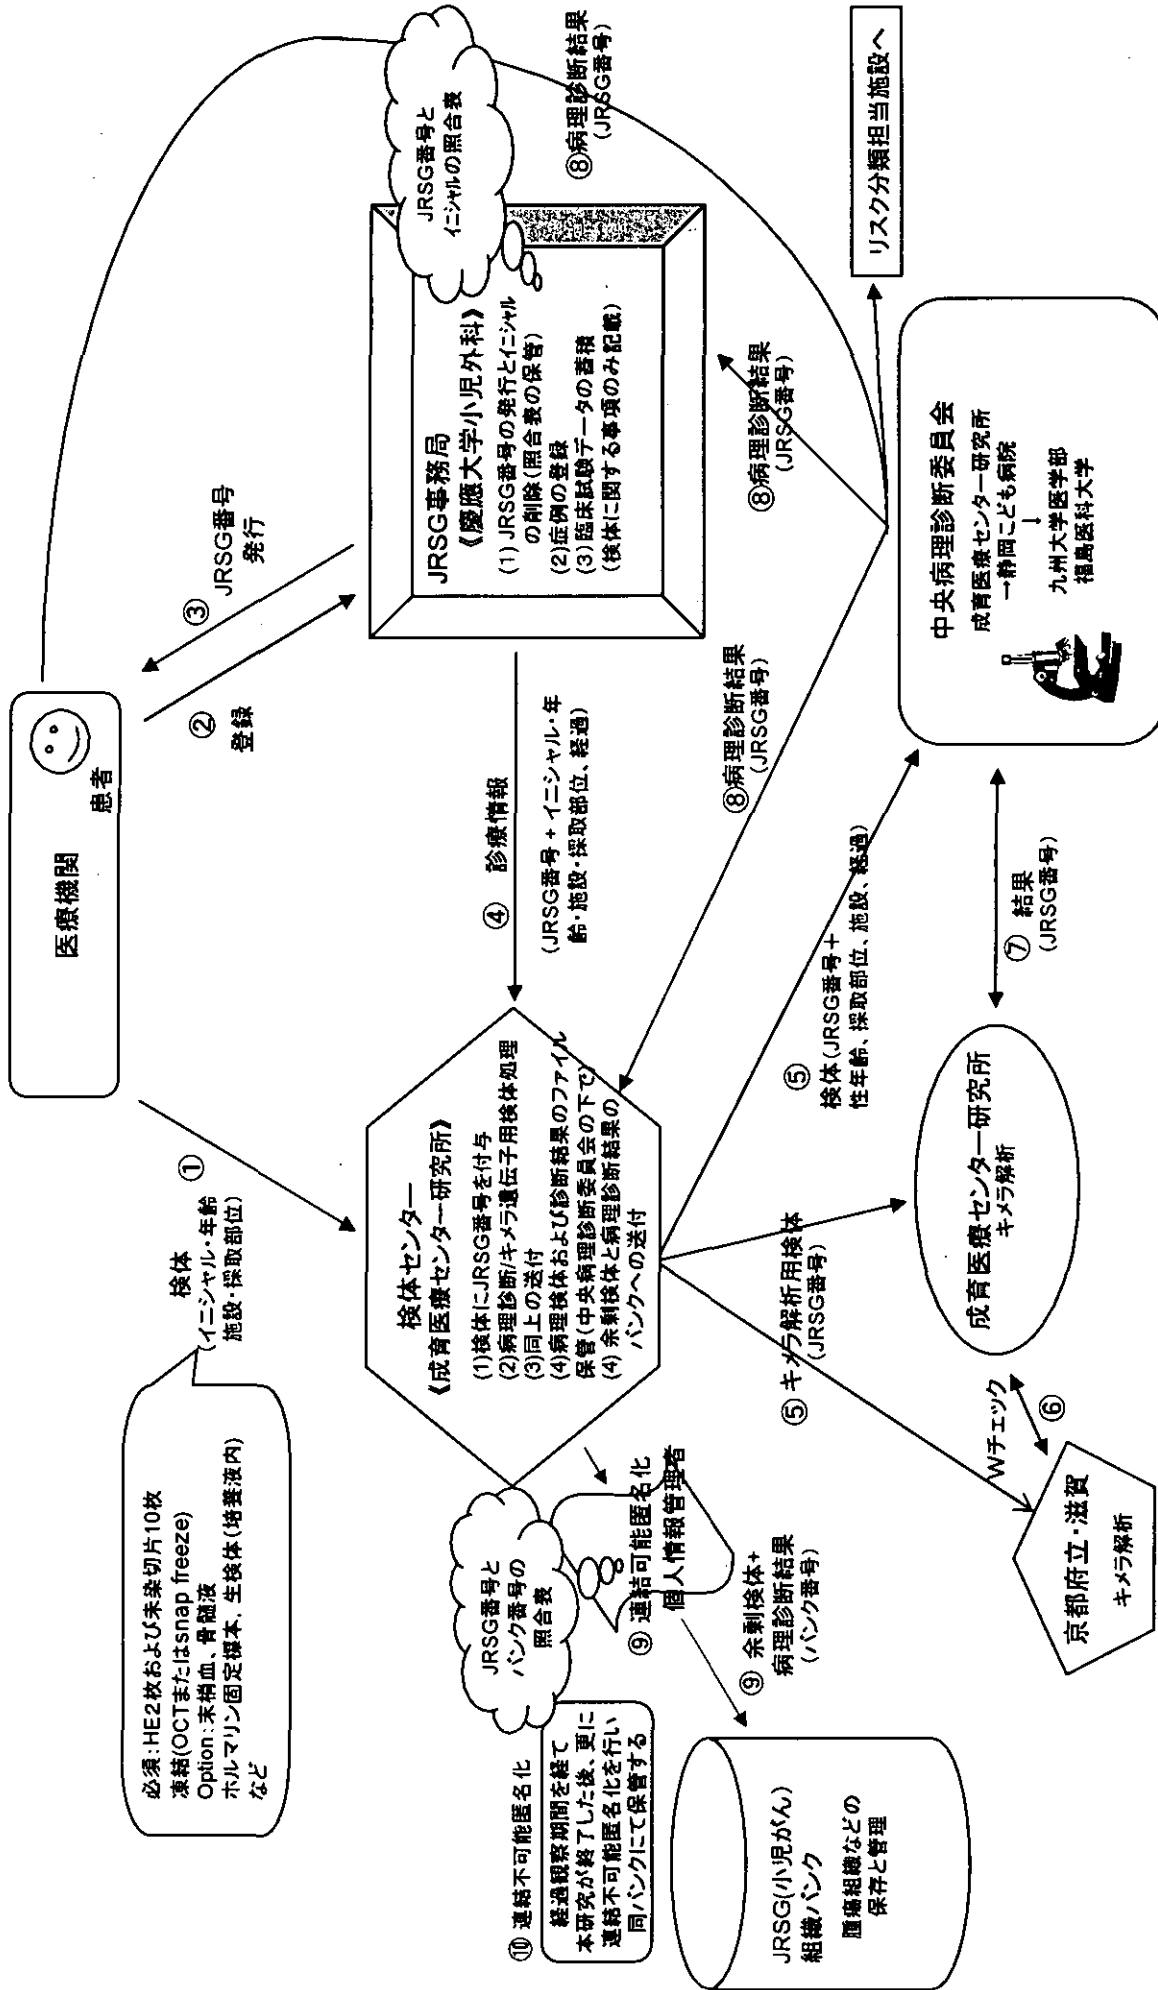 医療機関
患者
必須:HE2枚および未染切片10枚
凍結(OCTまたはsnap freeze)
Option:末梢血、骨髄液
ホルマリン固定標本、生検体(培養液内)
など
検体
(イニシャル・年齢
施設・採取部位)
①
②
登録
③
JRSG番号
発行
JRSG事務局
《慶應大学小児外科》
(1) JRSG番号の発行とイニシャル
の削除(照合表の保管)
(2)症例の登録
(3)臨床試験データの蓄積
(検体に関する事項のみ記載)
JRSG番号と
イニシャルの照合表
④ 診療情報
(JRSG番号 + イニシャル・年
齢・施設・採取部位、経過)
検体センター
《成育医療センター研究所》
(1)検体にJRSG番号を付与
(2)病理診断/キメラ遺伝子用検体処理
(3)同上の送付
(4)病理検体および診断結果のファイル
保管(中央病理診断委員会の下で)
(4) 余剰検体と病理診断結果の
バンクへの送付
JRSG番号と
バンク番号の
照合表
⑨ 連結可能匿名化
個人情報管理者
⑨ 余剰検体+
病理診断結果
(バンク番号)
⑩ 連結不可能匿名化
経過観察期間を経て
本研究が終了した後、更に
連結不可能匿名化を行い
同バンクにて保管する
JRSG(小児がん)
組織バンク
腫瘍組織などの
保存と管理
⑤ キメラ解析用検体
(JRSG番号)
⑤
検体(JRSG番号+
性年齢、採取部位、施設、経過)
⑧病理診断結果
(JRSG番号)
⑧病理診断結果
(JRSG番号)
⑧病理診断結果
(JRSG番号)
リスク分類担当施設へ
中央病理診断委員会
成育医療センター研究所
→静岡こども病院
↓
九州大学医学部
福島医科大学
⑦ 結果
(JRSG番号)
成育医療センター研究所
キメラ解析
Wチェック
⑥
京都府立・滋賀
キメラ解析